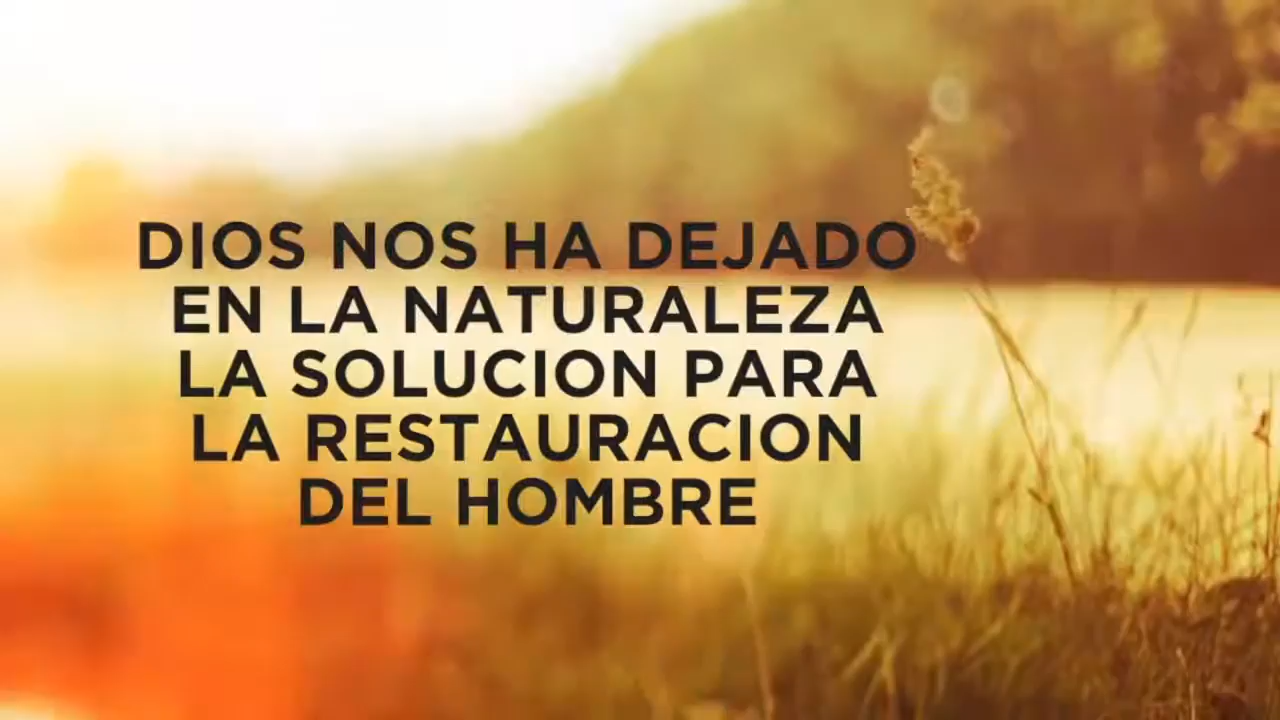 DIOS NOS HA DEJADO
EN LA NATURALEZA
LA SOLUCION PARA
LA RESTAURACION
DEL HOMBRE